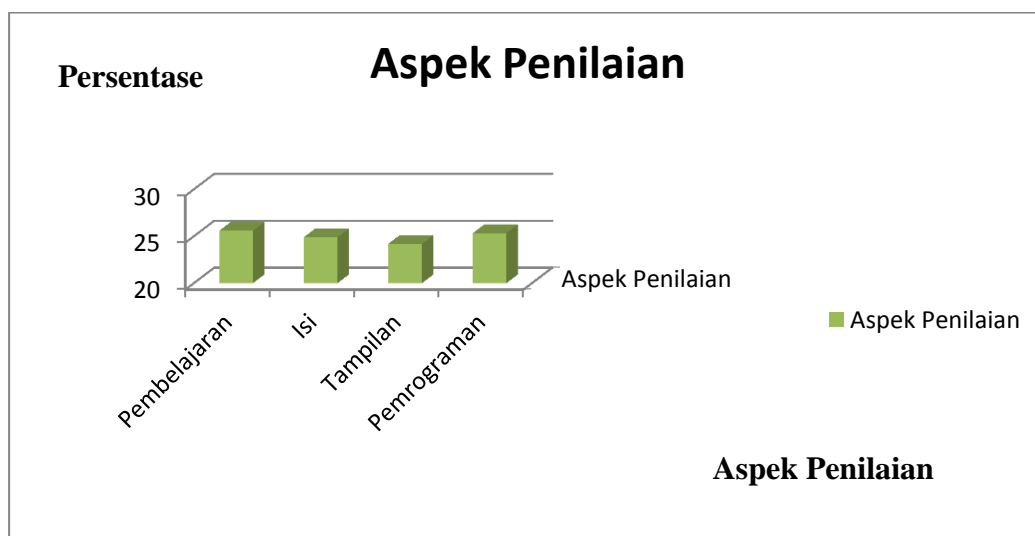 Aspek Penilaian
Persentase
30
25
20
Aspek Penilaian
Pembelajaran
Isi
Tampilan
Pemrograman
Aspek Penilaian
Aspek Penilaian